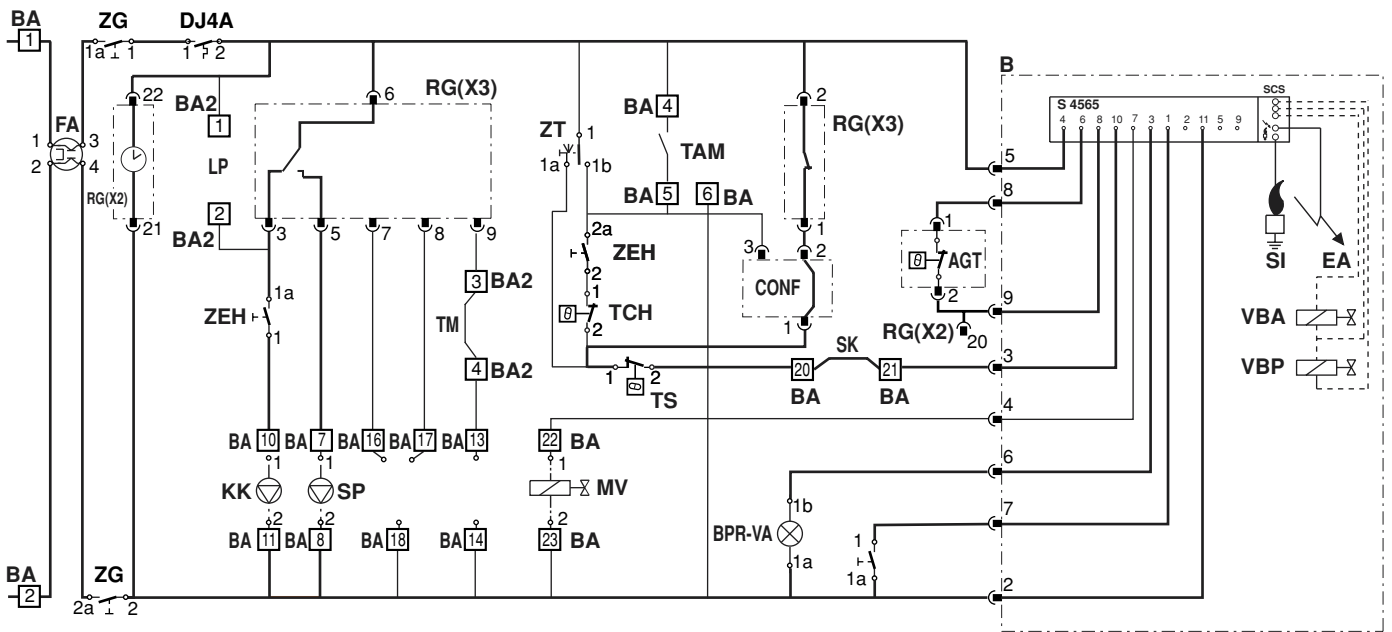 BA ZG DJ4A
1 1a 1 1 2
B
22 BA2 6 RG(X3) BA 4 2 SCS
S 4565
FA 1 RG(X3) 4 6 8 10 7 3 1 2 11 5 9
1 3 ZT 1 TAM
2 4 LP 1a 1b 5
RG(X2) 2 BA 5 6 BA 8
21 BA2 3 5 7 8 9 2a 1 1
3 2 AGT SI EA
ZEH 2
3 BA2 1 CONF 2 9
1a TCH VBA
ZEH TM 2 1 RG(X2) 20
1 SK 3
4 BA2 1 2 20 21 VBP
TS BA BA
4
BA 10 BA 7 BA 16 BA 17 BA 13 22 BA
1 1 1 6
KK SP MV 1b
7
2 2 2 BPR-VA 1
BA 11 BA 8 BA 18 BA 14 23 BA 1a 1a
BA ZG
2 2a 2 2